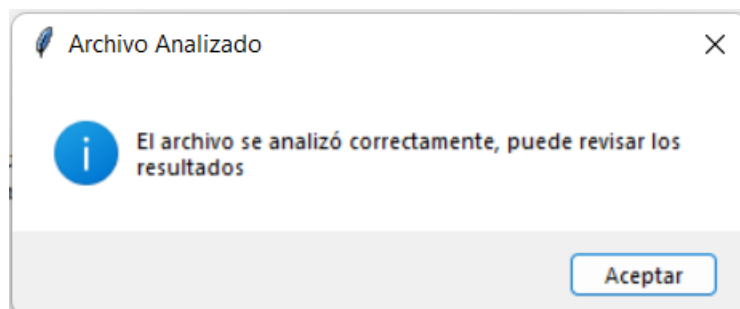 Archivo Analizado
El archivo se analizó correctamente, puede revisar los
resultados
Aceptar